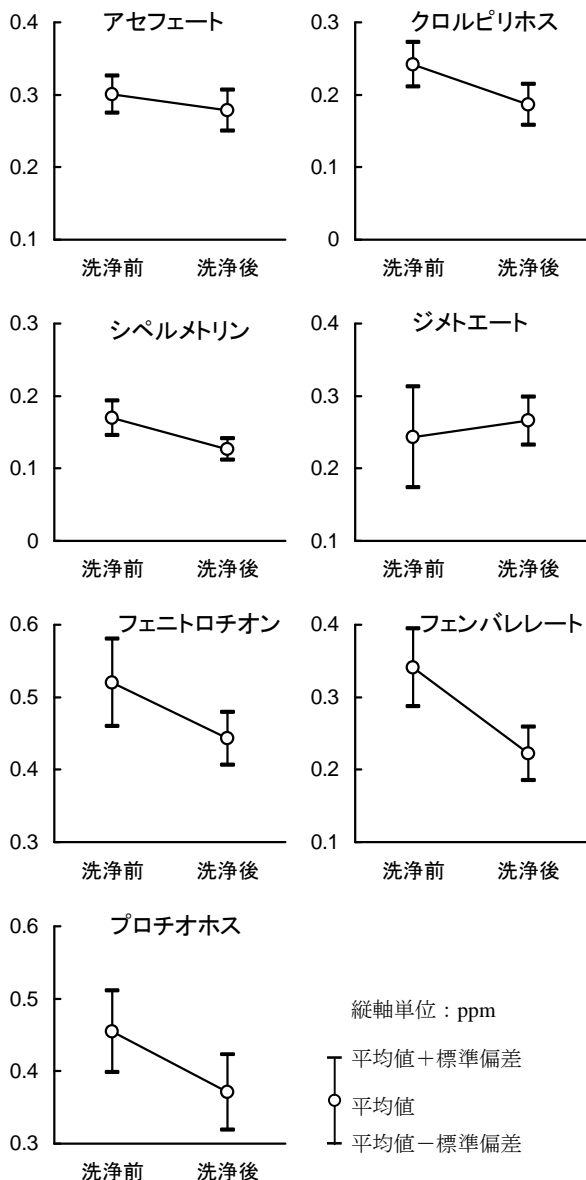 アセフェート
0.4
0.3
0.2
0.1
洗浄前 洗浄後
クロルピリホス
0.3
0.2
0.1
0
洗浄前 洗浄後
シペルメトリン
0.3
0.2
0.1
0
洗浄前 洗浄後
ジメトエート
0.4
0.3
0.2
0.1
洗浄前 洗浄後
フェニトロチオン
0.6
0.5
0.4
0.3
洗浄前 洗浄後
フェンバレレート
0.4
0.3
0.2
0.1
洗浄前 洗浄後
プロチオホス
0.6
0.5
0.4
0.3
洗浄前 洗浄後
縦軸単位：ppm
平均値＋標準偏差
平均値
平均値－標準偏差